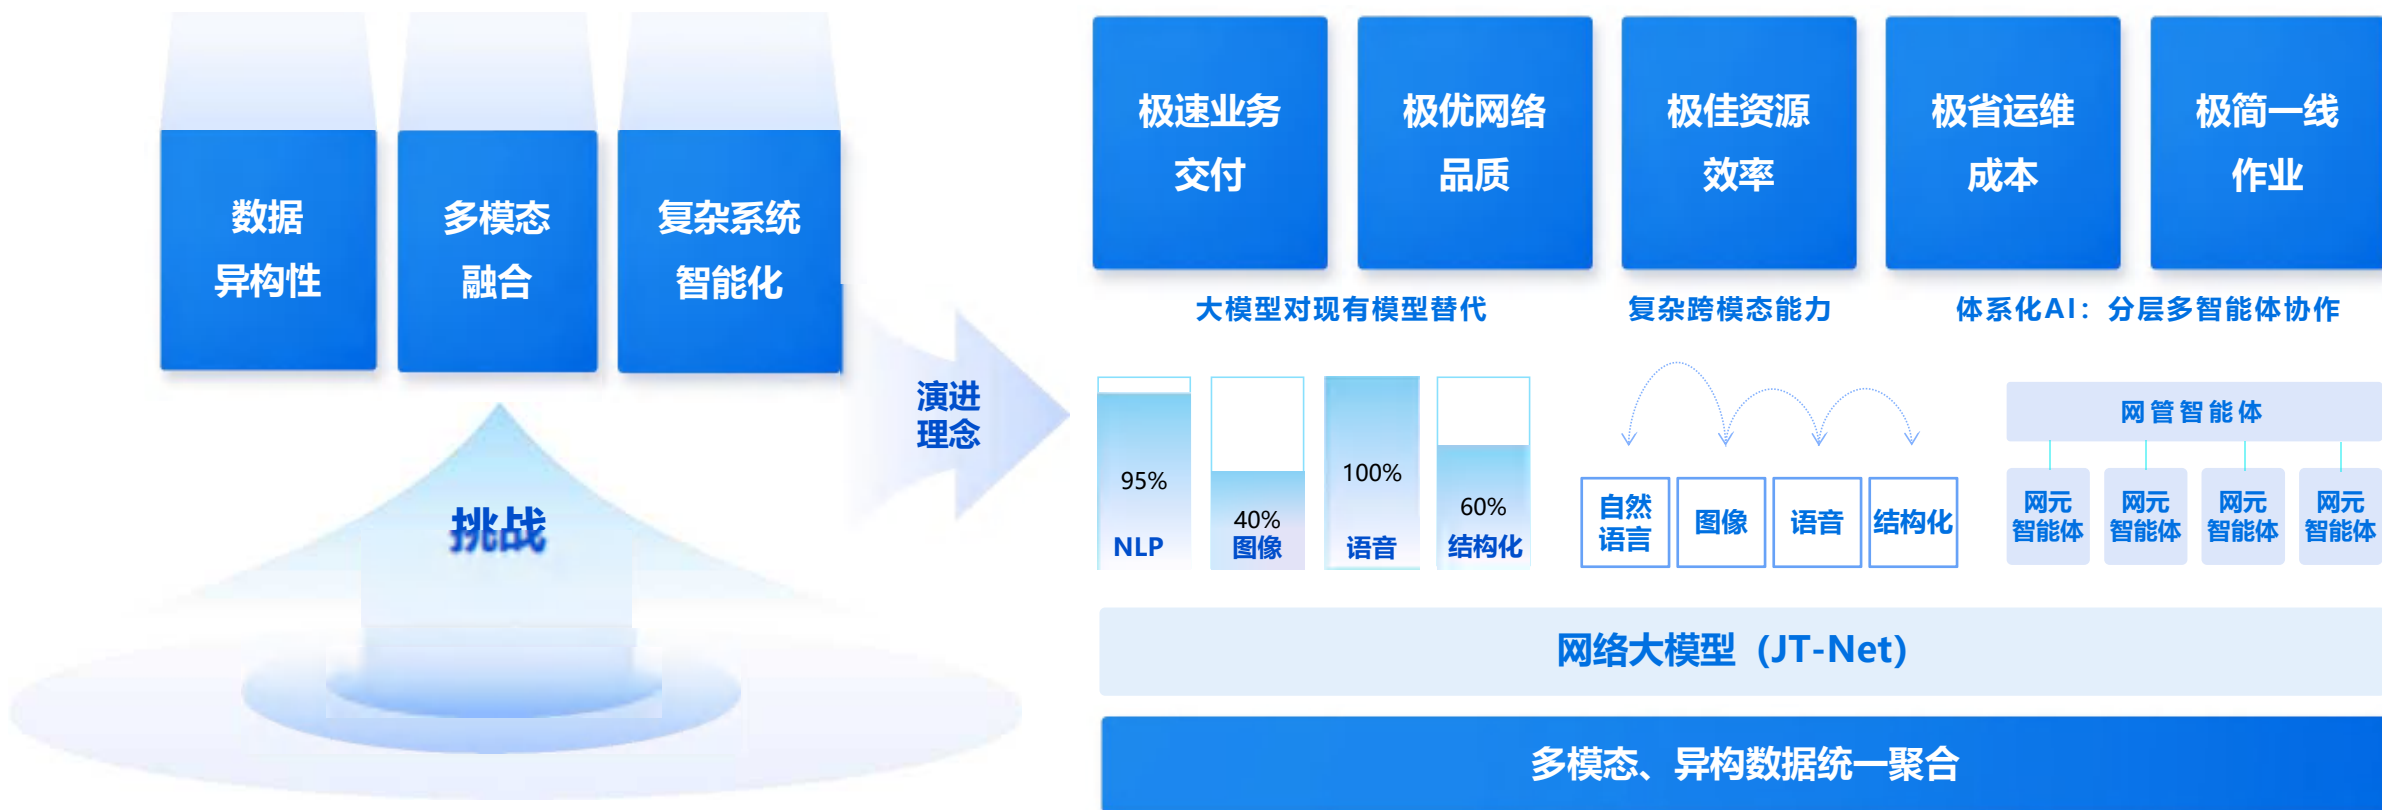 数据
异构性
多模态
融合
复杂系统
智能化
挑战
演进
理念
极速业务
交付
极优网络
品质
极佳资源
效率
极省运维
成本
极简一线
作业
大模型对现有模型替代
复杂跨模态能力
体系化AI：分层多智能体协作
95%
NLP
40%
图像
100%
语音
60%
结构化
自然
语言
图像
语音
结构化
网管智能体
网元
智能体
网元
智能体
网元
智能体
网元
智能体
网络大模型（JT-Net）
多模态、异构数据统一聚合